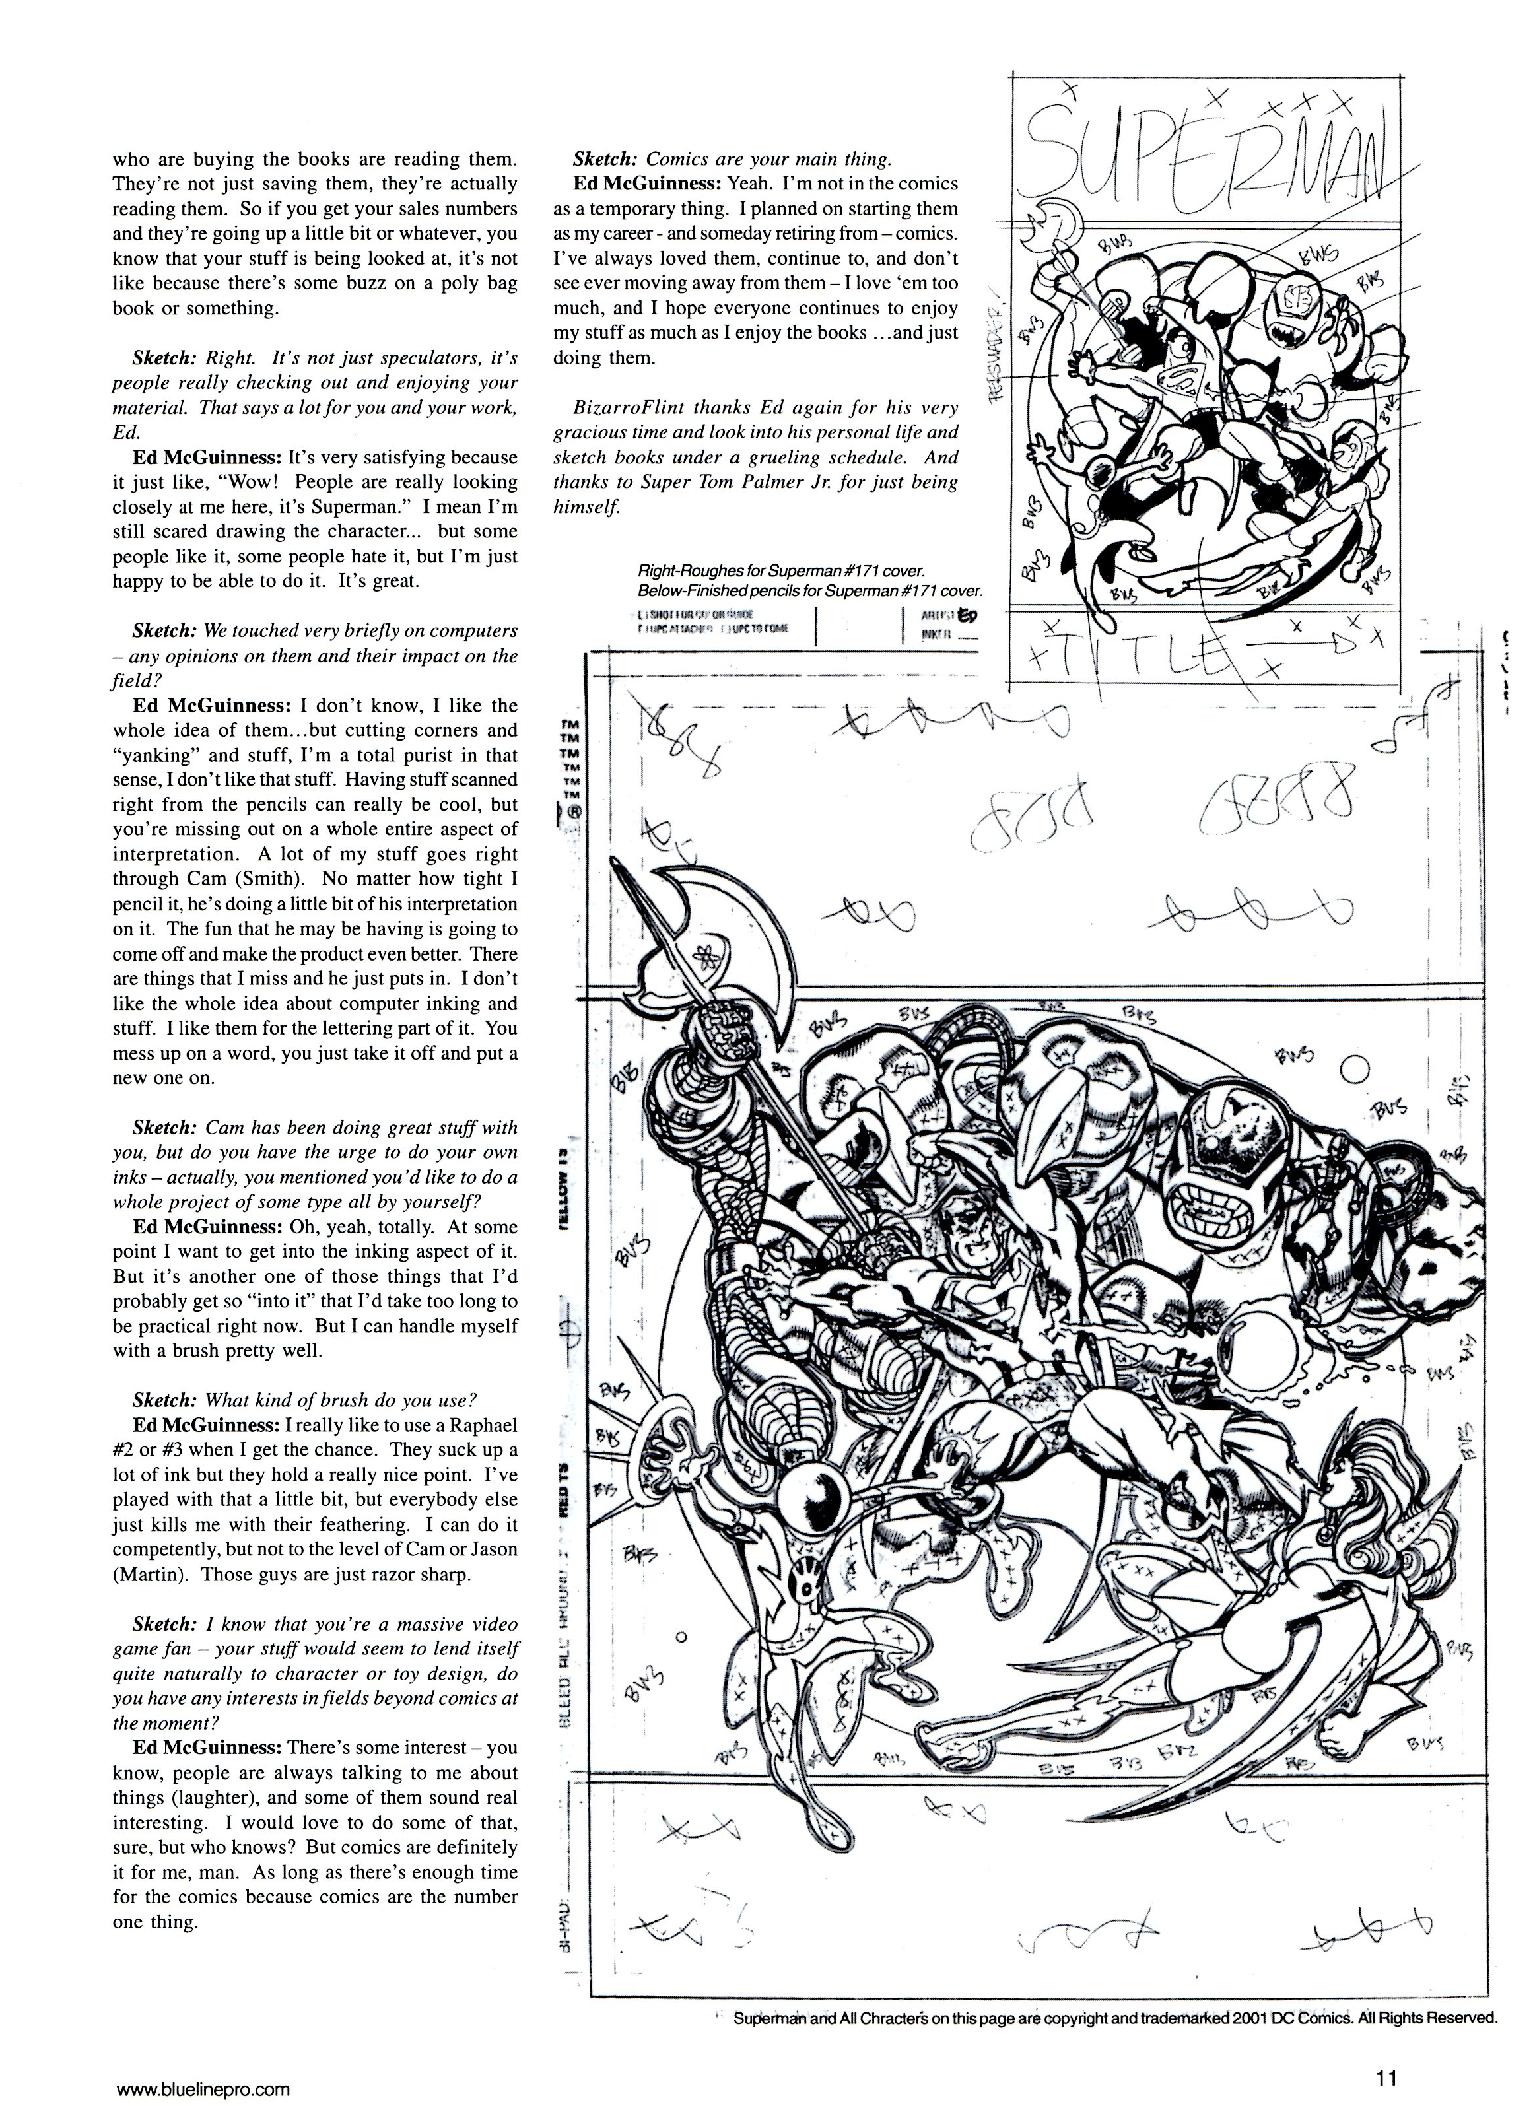 who are buying the books are reading them.
They're not just saving them, they're actually
reading them. So if you get your sales numbers
and they're going up a little bit or whatever, you
know that your stuff is being looked at, it's not
like because there's some buzz on a poly bag
book or something.
Sketch: Right. It's not just speculators, it's
people really checking out and enjoying your
material. That says a lot for you and your work,
Ed.
Ed McGuinness: It's very satisfying because
it just like, “Wow! People are really looking
closely at me here, it's Superman.” I mean I'm
still scared drawing the character... but some
people like it, some people hate it, but I'm just
happy to be able to do it. It's great.
Sketch: We touched very briefly on computers
– any opinions on them and their impact on the
field?
Ed McGuinness: I don't know, I like the
whole idea of them…but cutting corners and
“yanking” and stuff, I'm a total purist in that
sense, I don't like that stuff. Having stuff scanned
right from the pencils can really be cool, but
you're missing out on a whole entire aspect of
interpretation. A lot of my stuff goes right
through Cam (Smith). No matter how tight I
pencil it, he's doing a little bit of his interpretation
on it. The fun that he may be having is going to
come off and make the product even better. There
are things that I miss and he just puts in. I don't
like the whole idea about computer inking and
stuff. I like them for the lettering part of it. You
mess up on a word, you just take it off and put a
new one on.
Sketch: Cam has been doing great stuff with
you, but do you have the urge to do your own
inks – actually, you mentioned you'd like to do a
whole project of some type all by yourself?
Ed McGuinness: Oh, yeah, totally. At some
point I want to get into the inking aspect of it.
But it's another one of those things that I'd
probably get so “into it” that I'd take too long to
be practical right now. But I can handle myself
with a brush pretty well.
Sketch: What kind of brush do you use?
Ed McGuinness: I really like to use a Raphael
#2 or #3 when I get the chance. They suck up a
lot of ink but they hold a really nice point. I've
played with that a little bit, but everybody else
just kills me with their feathering. I can do it
competently, but not to the level of Cam or Jason
(Martin). Those guys are just razor sharp.
Sketch: I know that you're a massive video
game fan – your stuff would seem to lend itself
quite naturally to character or toy design, do
you have any interests in fields beyond comics at
the moment?
Ed McGuinness: There's some interest – you
know, people are always talking to me about
things (laughter), and some of them sound real
interesting. I would love to do some of that,
sure, but who knows? But comics are definitely
it for me, man. As long as there's enough time
for the comics because comics are the number
one thing.
Sketch: Comics are your main thing.
Ed McGuinness: Yeah. I'm not in the comics
as a temporary thing. I planned on starting them
as my career - and someday retiring from – comics.
I've always loved them, continue to, and don't
see ever moving away from them – I love ‘em too
much, and I hope everyone continues to enjoy
my stuff as much as I enjoy the books …and just
doing them.
BizarroFlint thanks Ed again for his very
gracious time and look into his personal life and
sketch books under a grueling schedule. And
thanks to Super Tom Palmer Jr. for just being
himself.
Right-Roughes for Superman #171 cover.
Below-Finished pencils for Superman #171 cover.
SUPERMAN
PERSUADER!
TITLE
Superman and All Chracters on this page are copyright and trademarked 2001 DC Comics. All Rights Reserved.
www.bluelinepro.com
11